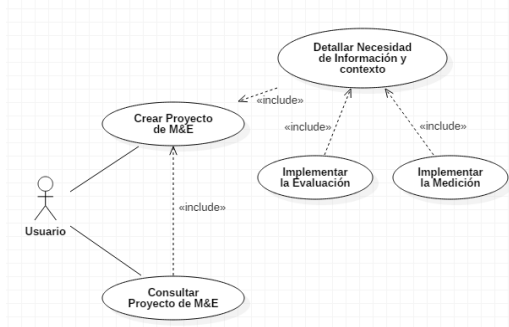 Detallar Necesidad
de Información y
contexto
«include»
Crear Proyecto
de M&E
«include»
«include»
Implementar
la Evaluación
Implementar
la Medición
«include»
Usuario
Consultar
Proyecto de M&E